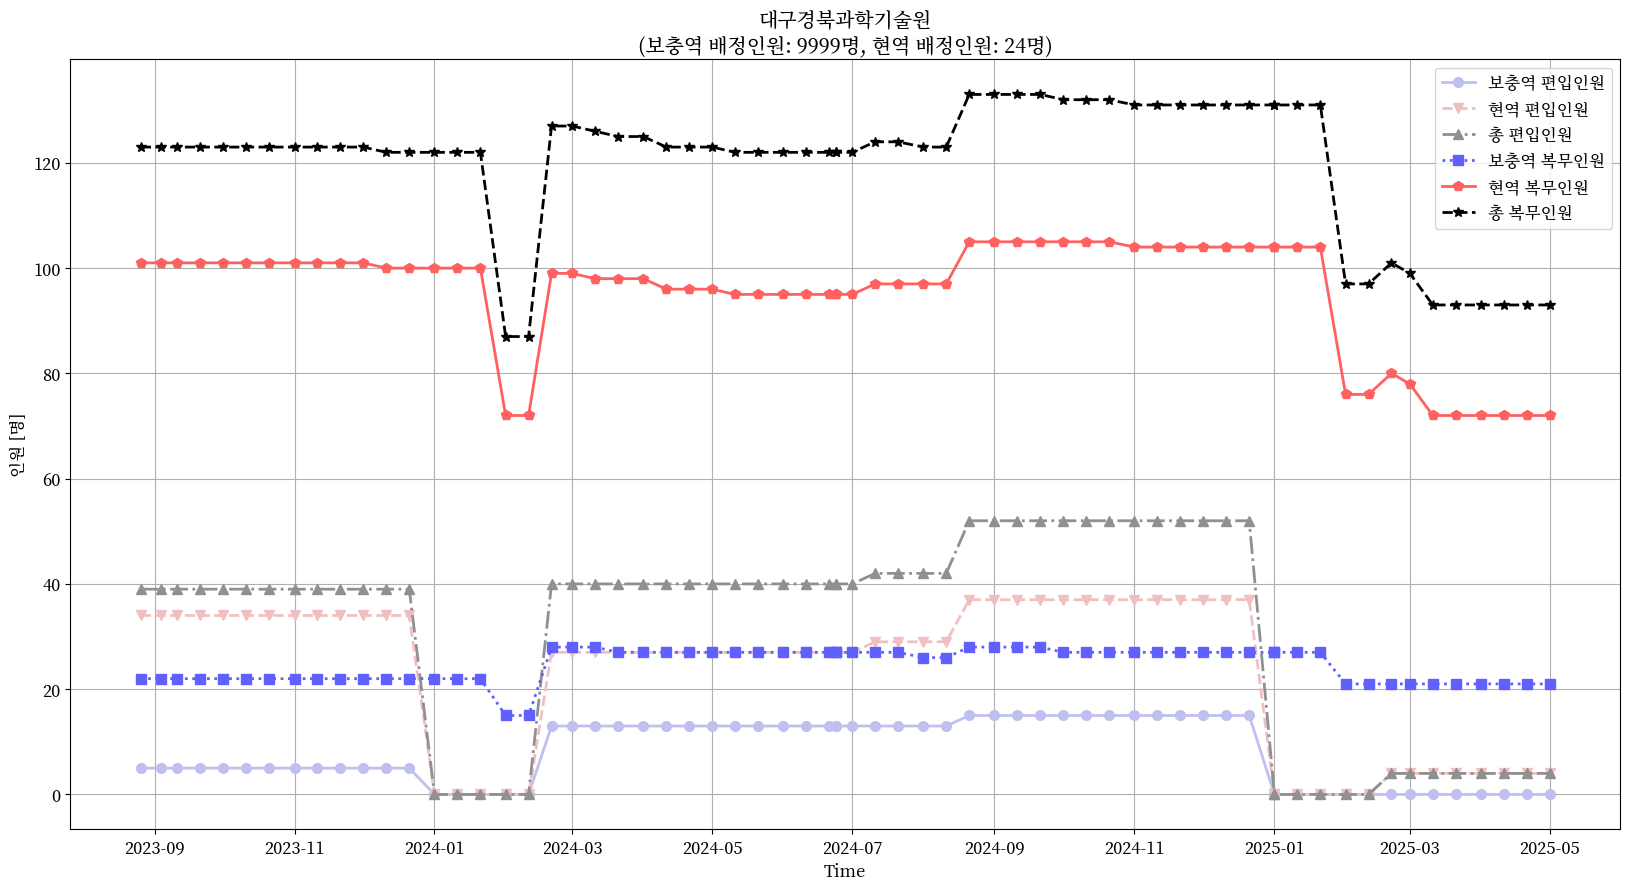 대구경북과학기술원
(보충역 배정인원: 9999명, 현역 배정인원: 24명)
보충역 편입인원
현역 편입인원
총 편입인원
보충역 복무인원
현역 복무인원
총 복무인원
인원 [명]
120
100
80
60
40
20
0
2023-09
2023-11
2024-01
2024-03
2024-05
2024-07
2024-09
2024-11
2025-01
2025-03
2025-05
Time